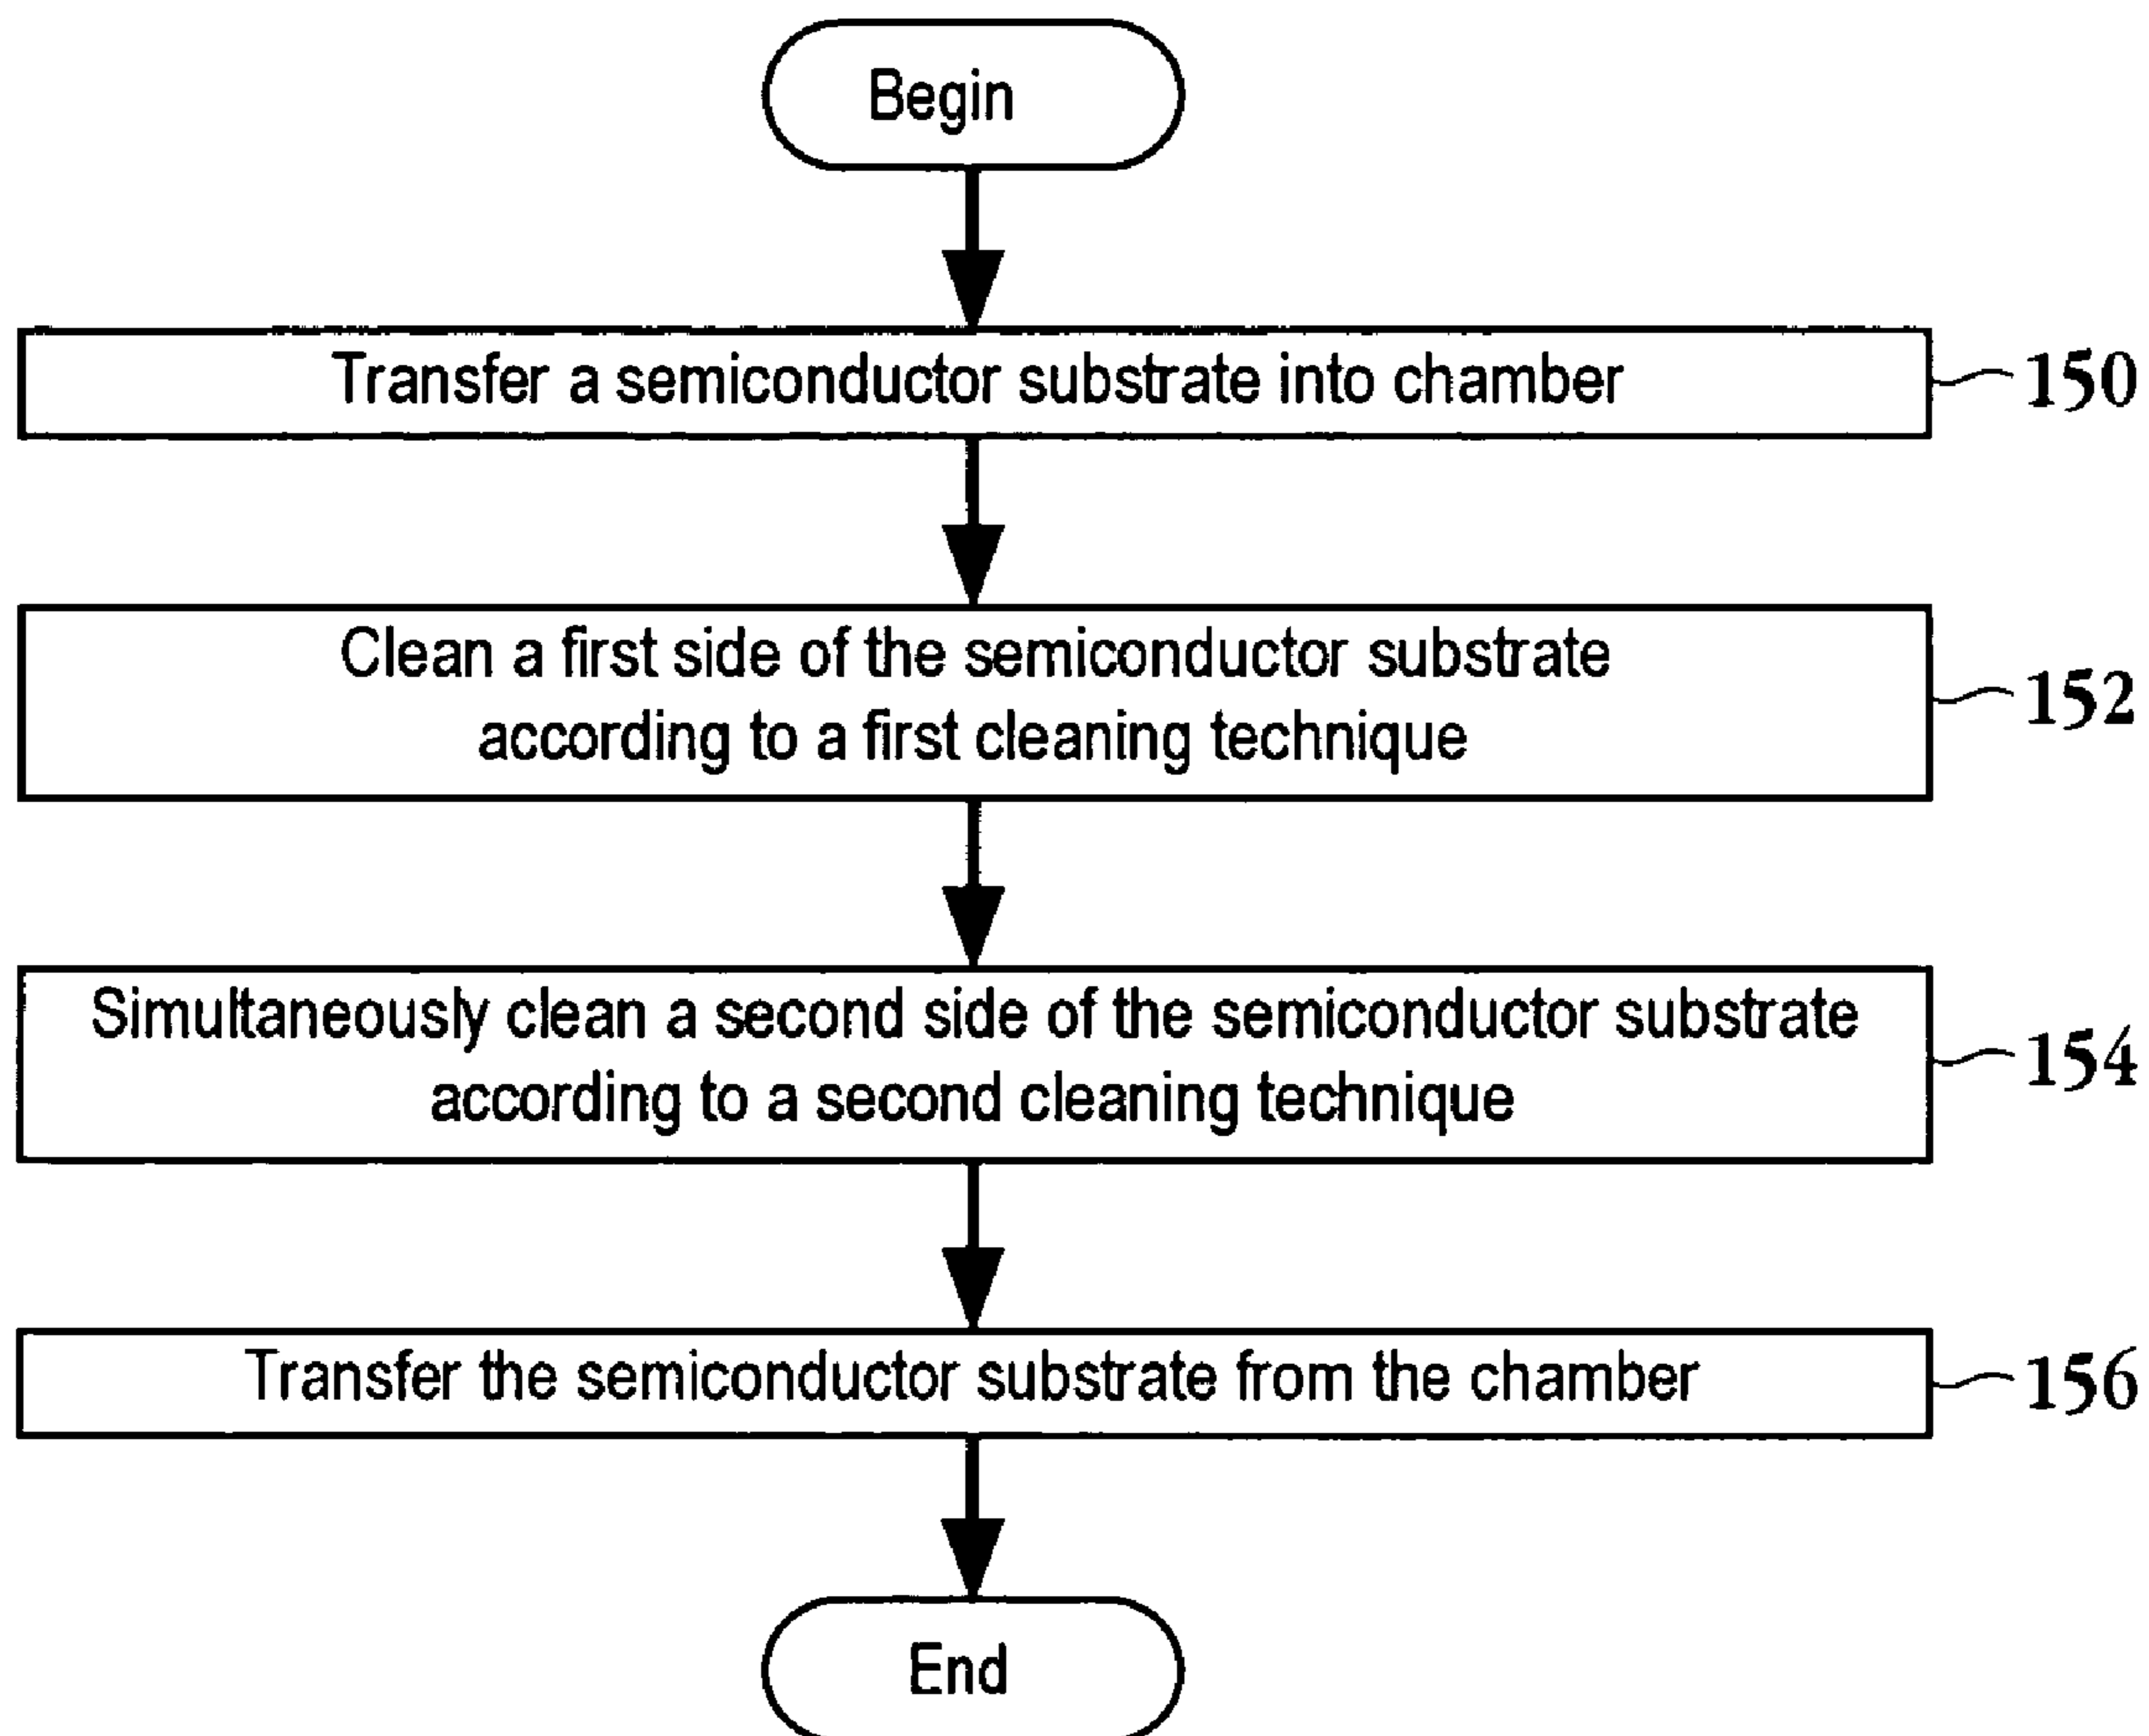 Begin
Transfer a semiconductor substrate into chamber
150
Clean a first side of the semiconductor substrate
according to a first cleaning technique
152
Simultaneously clean a second side of the semiconductor substrate
according to a second cleaning technique
154
Transfer the semiconductor substrate from the chamber
156
End